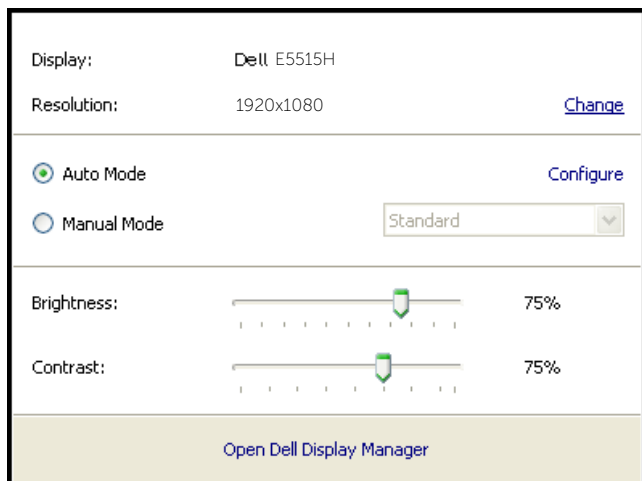 Display: Dell E5515H
Resolution: 1920x1080 Change
Auto Mode Configure
Manual Mode Standard
Brightness: 75%
Contrast: 75%
Open Dell Display Manager